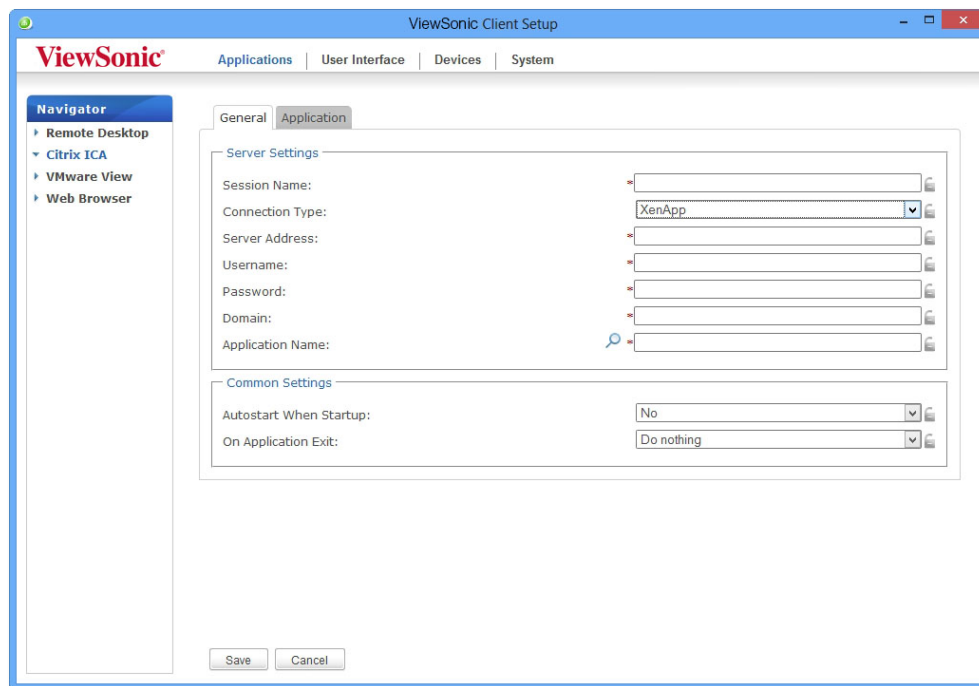 ViewSonic Client Setup
ViewSonic®
Applications | User Interface | Devices | System
Navigator
Remote Desktop
Citrix ICA
VMware View
Web Browser
General Application
Server Settings
Session Name: *
Connection Type: XenApp
Server Address: *
Username: *
Password: *
Domain: *
Application Name: *
Common Settings
Autostart When Startup: No
On Application Exit: Do nothing
Save Cancel